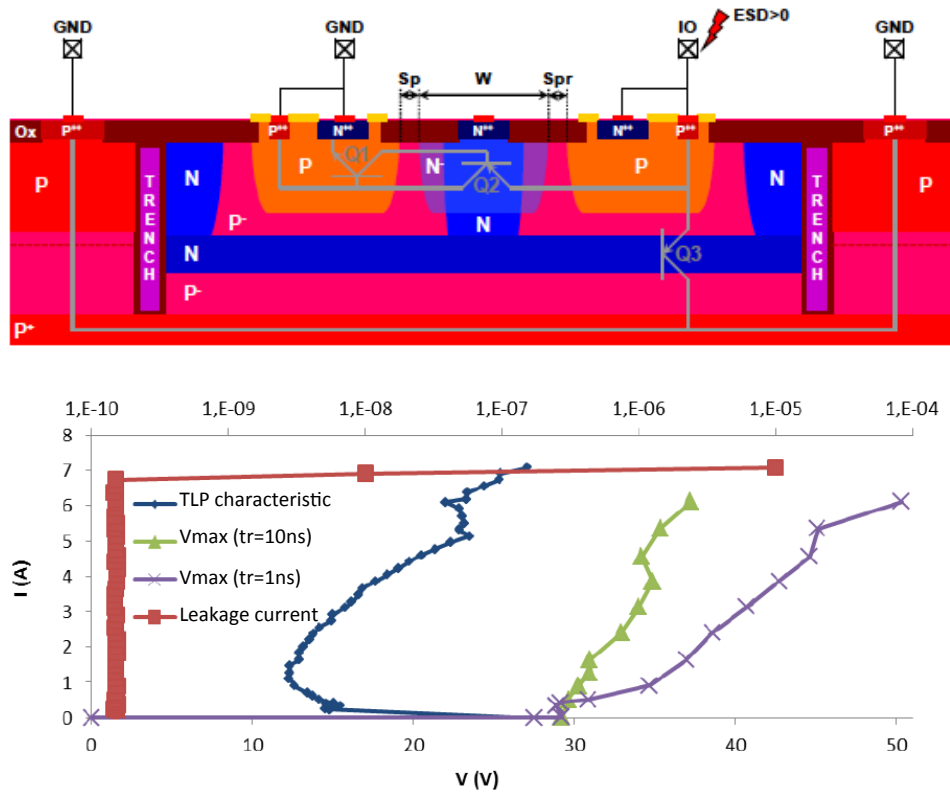 GND GND IO ESD>0 GND
Sp W Spr
Ox P++ P++ N++ N++ N++ P++ P++
P TRENCH N P Q1 N- Q2 P N TRENCH P
P- N
N Q3
P-
P+
1,E-10 1,E-09 1,E-08 1,E-07 1,E-06 1,E-05 1,E-04
8
7
6
5
4
3
2
1
0
I (A)
TLP characteristic
Vmax (tr=10ns)
Vmax (tr=1ns)
Leakage current
0 10 20 30 40 50
V (V)